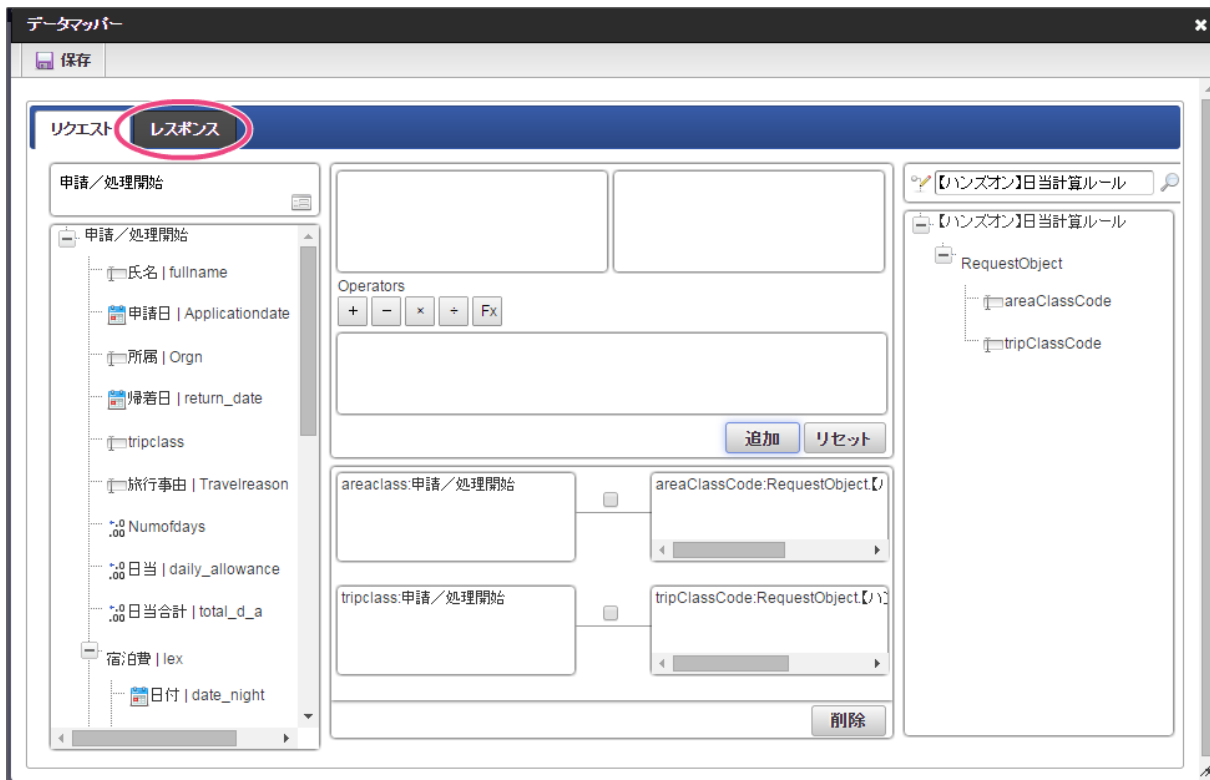 データマッパー
保存
リクエスト
レスポンス
申請／処理開始
申請／処理開始
氏名 | fullname
申請日 | Applicationdate
所属 | Orgn
帰着日 | return_date
tripclass
旅行事由 | Travelreason
Numofdays
日当 | daily_allowance
日当合計 | total_d_a
宿泊費 | lex
日付 | date_night
Operators
+ − × ÷ Fx
追加 リセット
areaclass:申請／処理開始
areaClassCode:RequestObject.【ハ
tripclass:申請／処理開始
tripClassCode:RequestObject.【ハン
削除
【ハンズオン】日当計算ルール
【ハンズオン】日当計算ルール
RequestObject
areaClassCode
tripClassCode